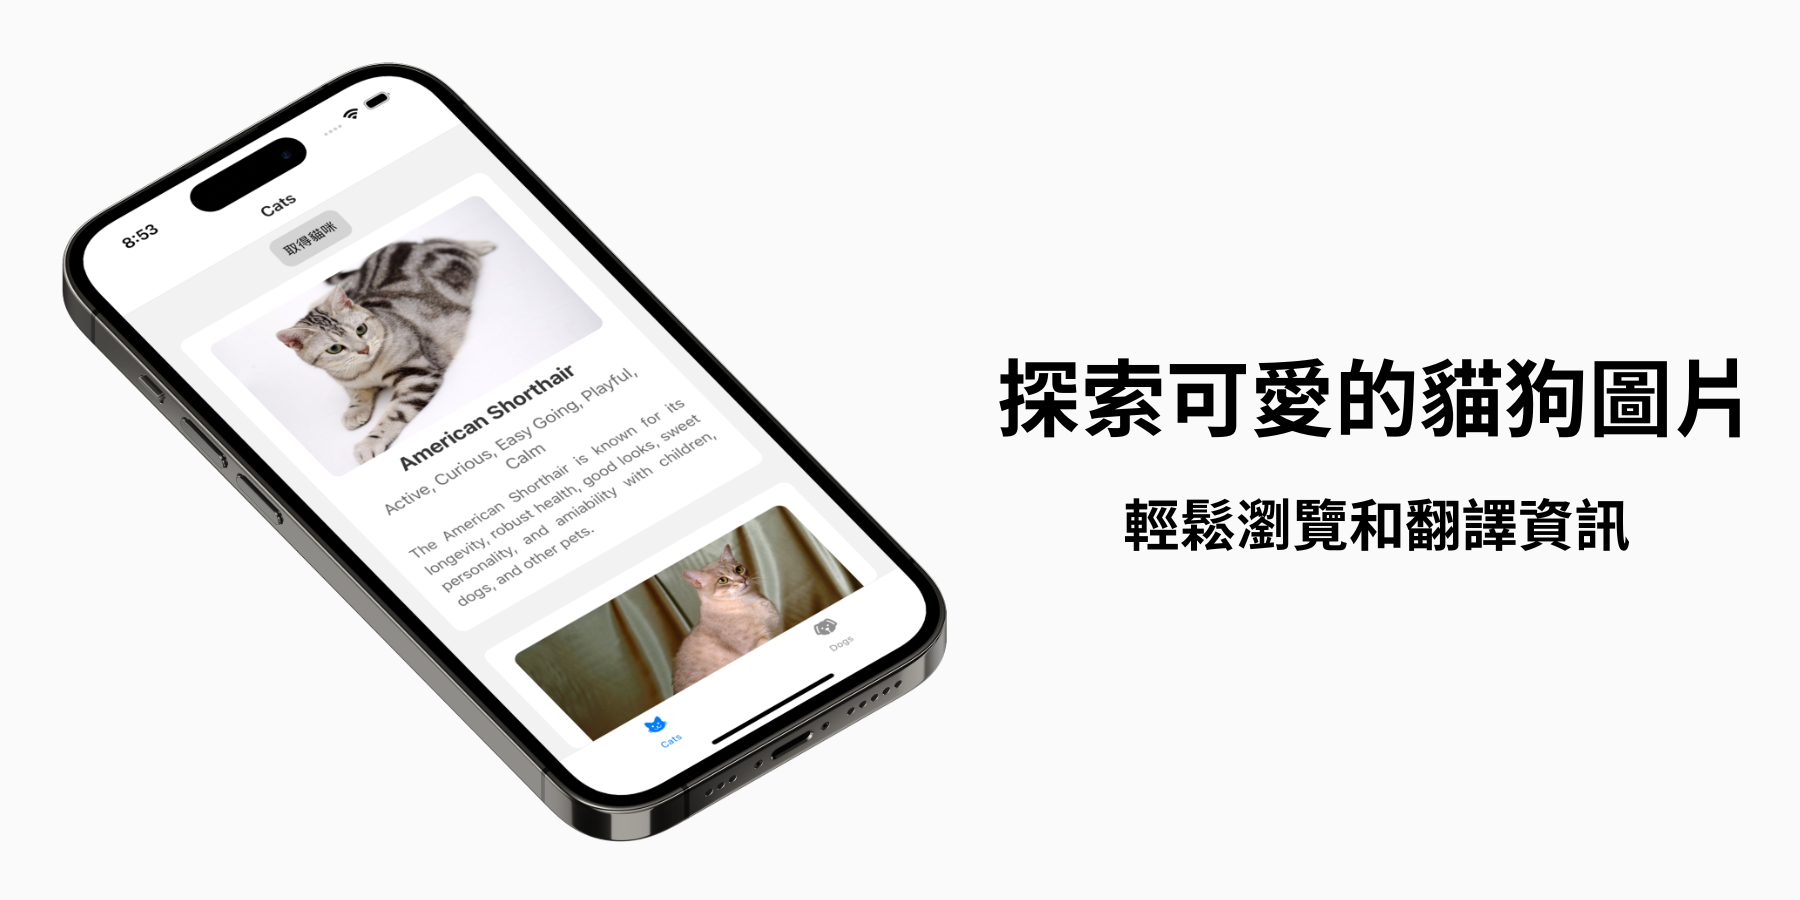 8:53
Cats
取得貓咪
American Shorthair
Active, Curious, Easy Going, Playful,
Calm
The American Shorthair is known for its
longevity, robust health, good looks, sweet
personality, and amiability with children,
dogs, and other pets.
Cats
Dogs
探索可愛的貓狗圖片
輕鬆瀏覽和翻譯資訊